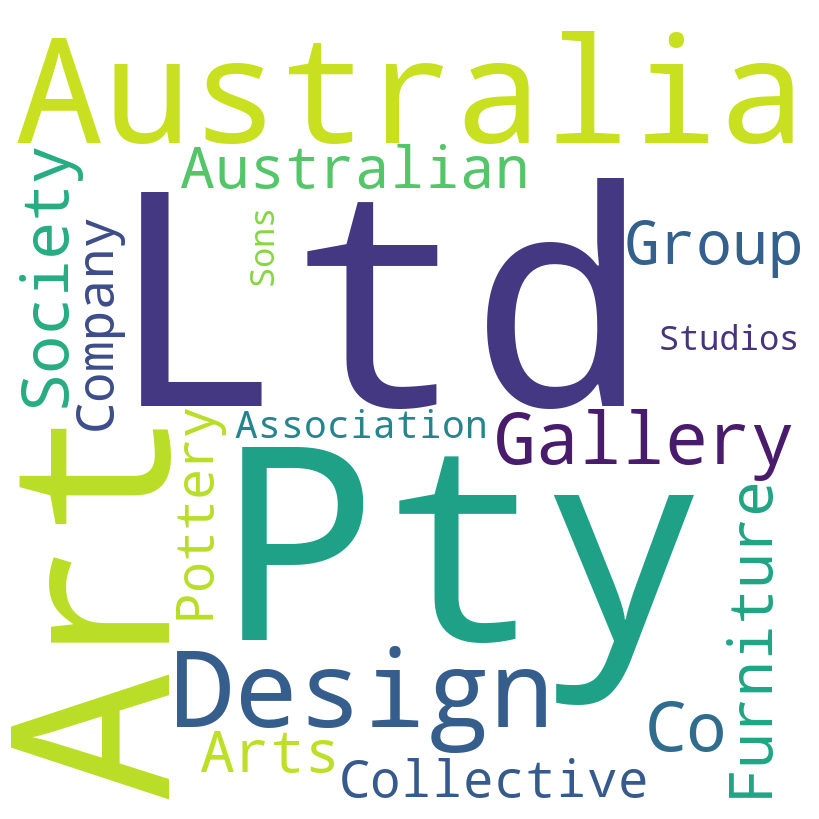 Australia
Australian
Society
Company
Sons
Ltd
Group
Studios
Association
Gallery
Art
Pottery
Pty
Furniture
Design
Co
Arts
Collective